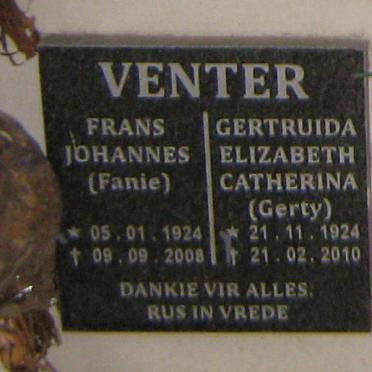 VENTER
FRANS
JOHANNES
(Fanie)
★ 05.01.1924
† 09.09.2008
GERTRUIDA
ELIZABETH
CATHERINA
(Gerty)
★ 21.11.1924
† 21.02.2010
DANKIE VIR ALLES.
RUS IN VREDE